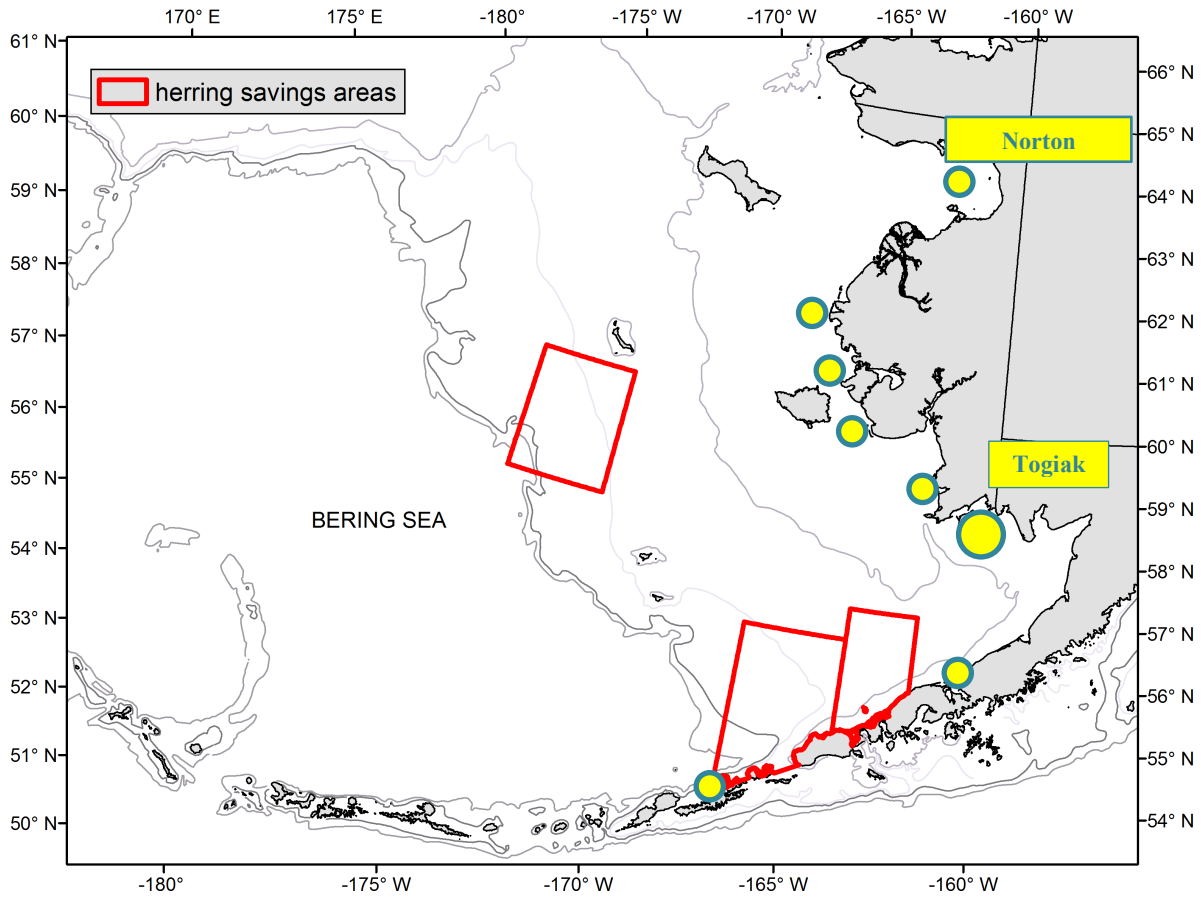 170° E
175° E
-180°
-175° W
-170° W
-165° W
-160° W
61° N
60° N
59° N
58° N
57° N
56° N
55° N
54° N
53° N
52° N
51° N
50° N
herring savings areas
Norton
Togiak
BERING SEA
66° N
65° N
64° N
63° N
62° N
61° N
60° N
59° N
58° N
57° N
56° N
55° N
54° N
-180°
-175° W
-170° W
-165° W
-160° W